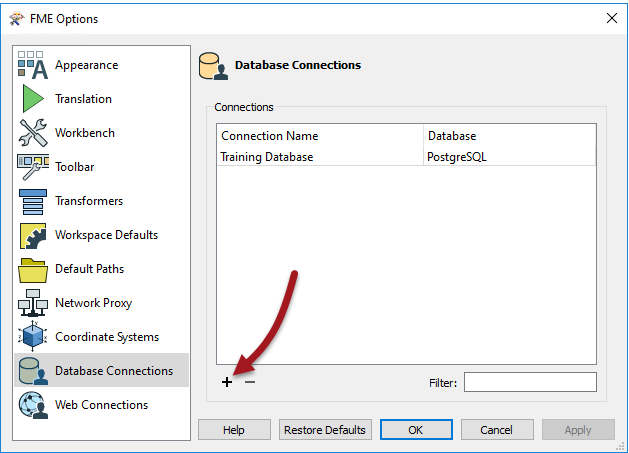 FME Options
Appearance
Translation
Workbench
Toolbar
Transformers
Workspace Defaults
Default Paths
Network Proxy
Coordinate Systems
Database Connections
Web Connections
Database Connections
Connections
Connection Name Database
Training Database PostgreSQL
Filter:
Help Restore Defaults OK Cancel Apply